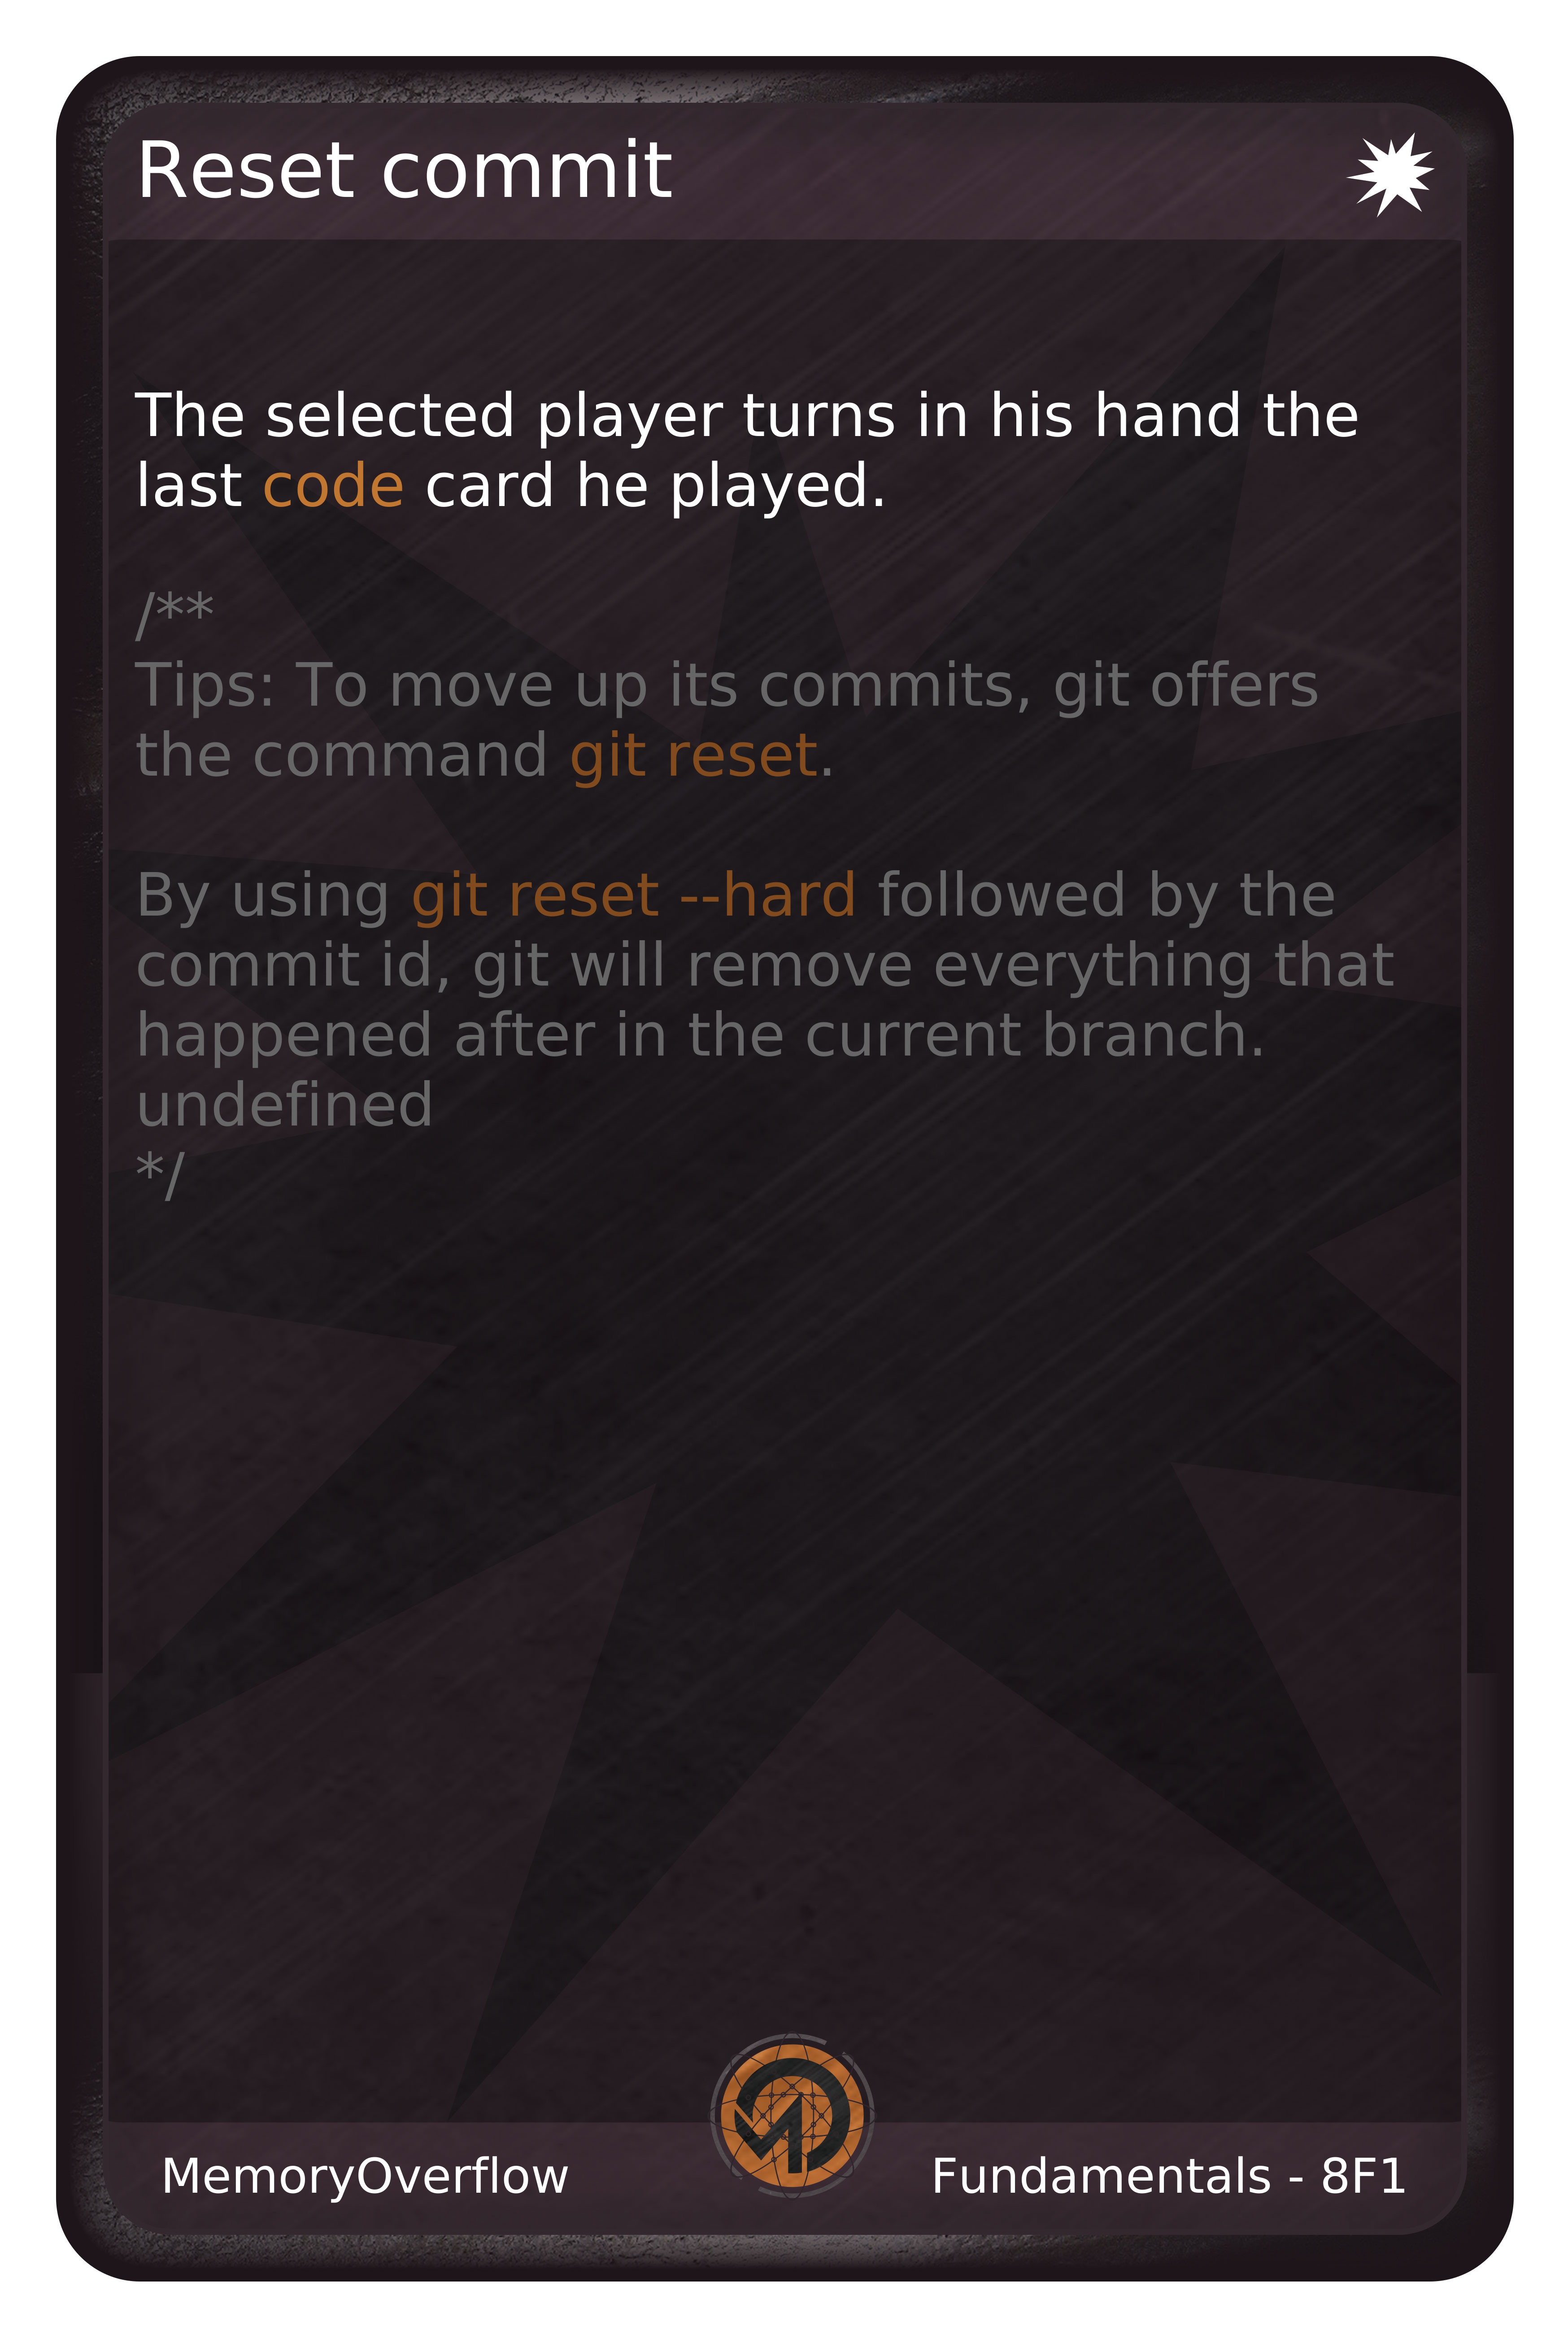 Reset commit
The selected player turns in his hand the
last code card he played.
/**
Tips: To move up its commits, git offers
the command git reset.
By using git reset --hard followed by the
commit id, git will remove everything that
happened after in the current branch.
undefined
*/
MemoryOverflow
Fundamentals - 8F1